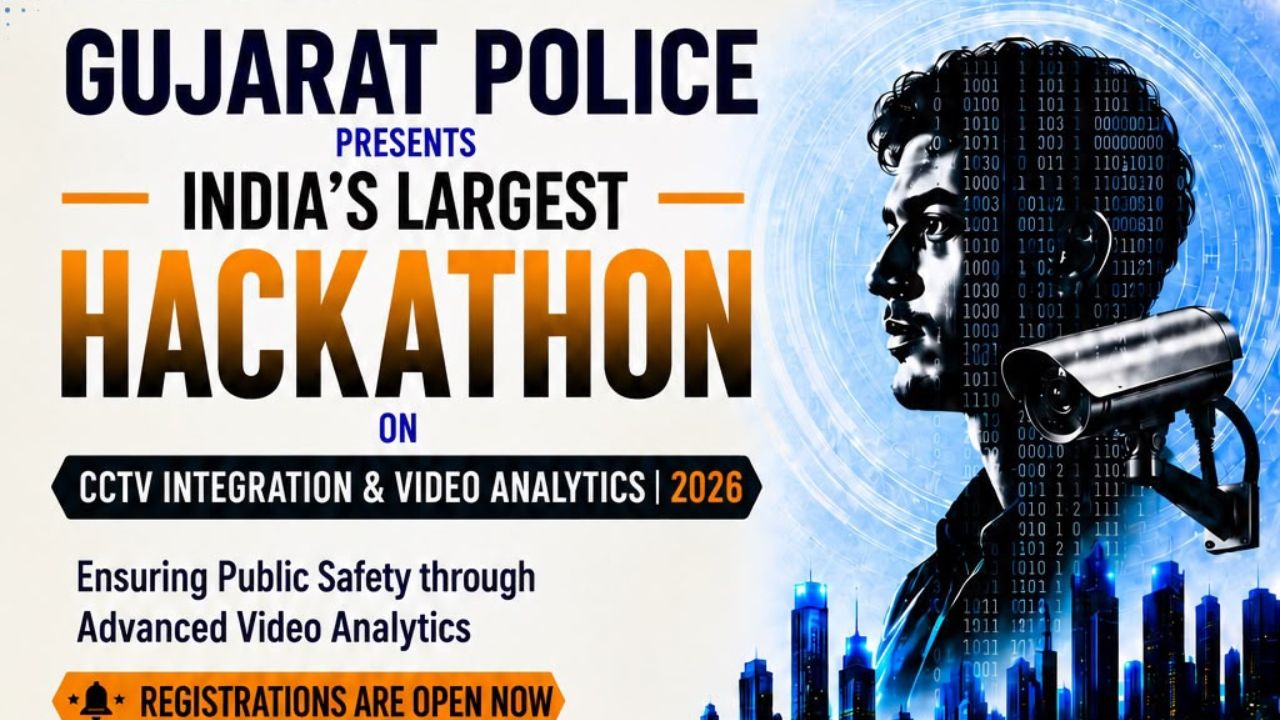 GUJARAT POLICE
PRESENTS
INDIA'S LARGEST
HACKATHON
ON
CCTV INTEGRATION & VIDEO ANALYTICS | 2026
Ensuring Public Safety through
Advanced Video Analytics
REGISTRATIONS ARE OPEN NOW